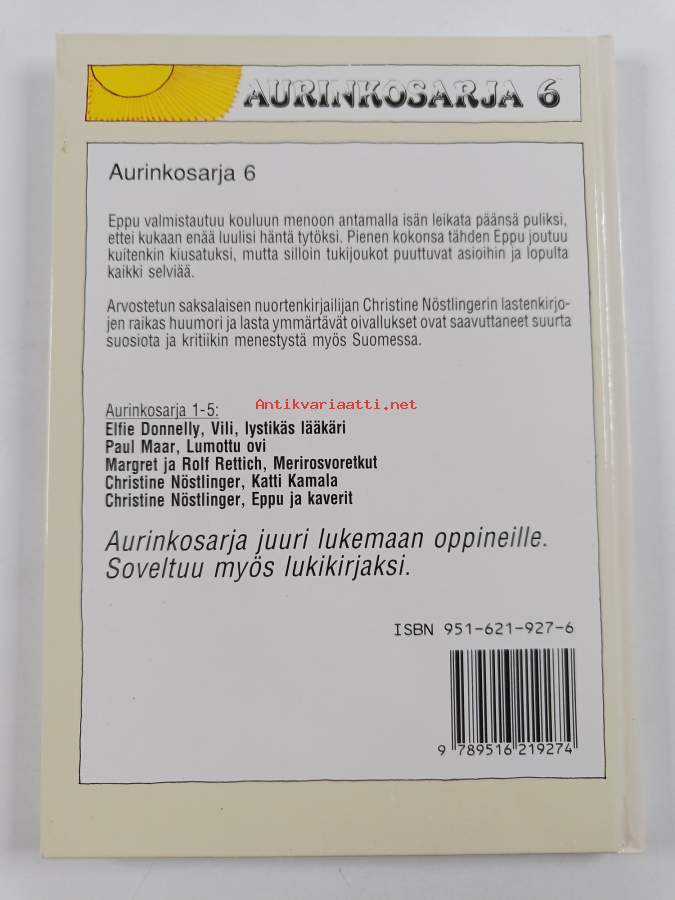 AURINKOSARJA 6
Aurinkosarja 6
Eppu valmistautuu kouluun menoon antamalla isän leikata päänsä puliksi,
ettei kukaan enää luulisi häntä tytöksi. Pienen kokonsa tähden Eppu joutuu
kuitenkin kiusatuksi, mutta silloin tukijoukot puuttuvat asioihin ja lopulta
kaikki selviää.
Arvostetun saksalaisen nuortenkirjailijan Christine Nöstlingerin lastenkirjo-
jen raikas huumori ja lasta ymmärtävät oivallukset ovat saavuttaneet suurta
suosiota ja kritiikin menestystä myös Suomessa.
Antikvariaatti.net
Aurinkosarja 1-5:
Elfie Donnelly, Vili, lystikäs lääkäri
Paul Maar, Lumottu ovi
Margret ja Rolf Rettich, Merirosvoretkut
Christine Nöstlinger, Katti Kamala
Christine Nöstlinger, Eppu ja kaverit
Aurinkosarja juuri lukemaan oppineille.
Soveltuu myös lukikirjaksi.
ISBN 951-621-927-6
9 789516 219274